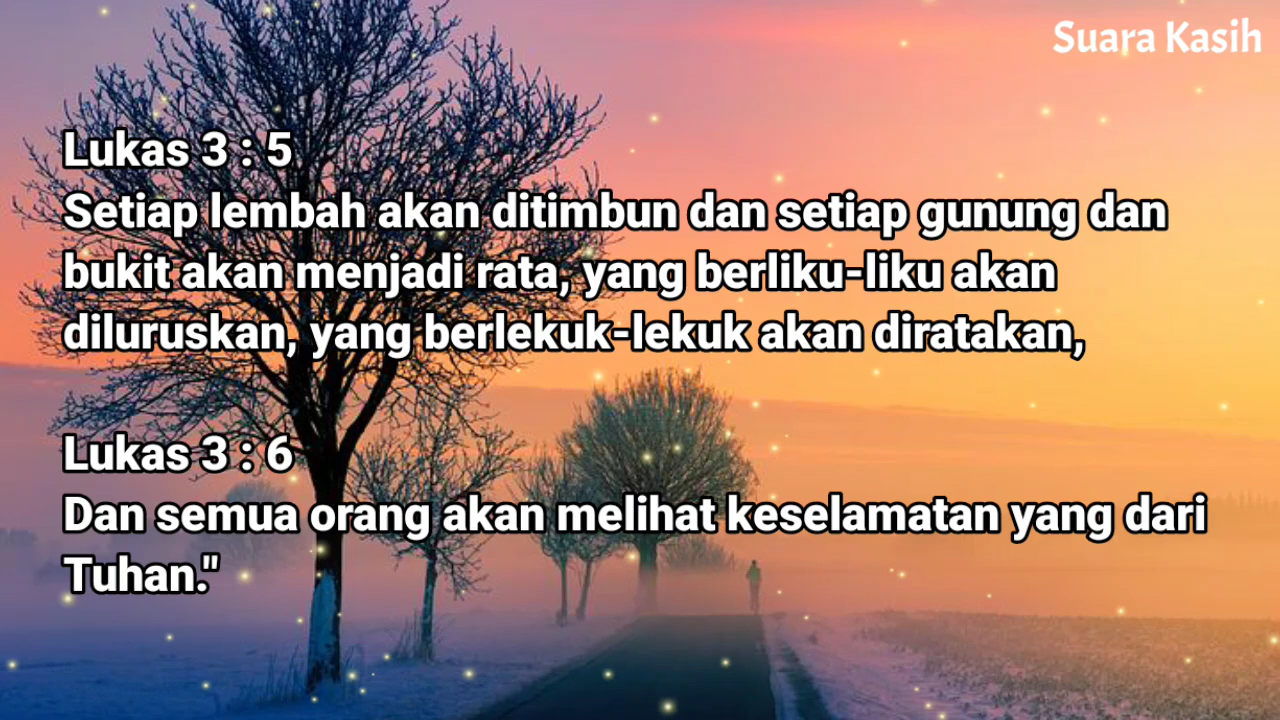 Suara Kasih
Lukas 3 : 5
Setiap lembah akan ditimbun dan setiap gunung dan
bukit akan menjadi rata, yang berliku-liku akan
diluruskan, yang berlekuk-lekuk akan diratakan,
Lukas 3 : 6
Dan semua orang akan melihat keselamatan yang dari
Tuhan."